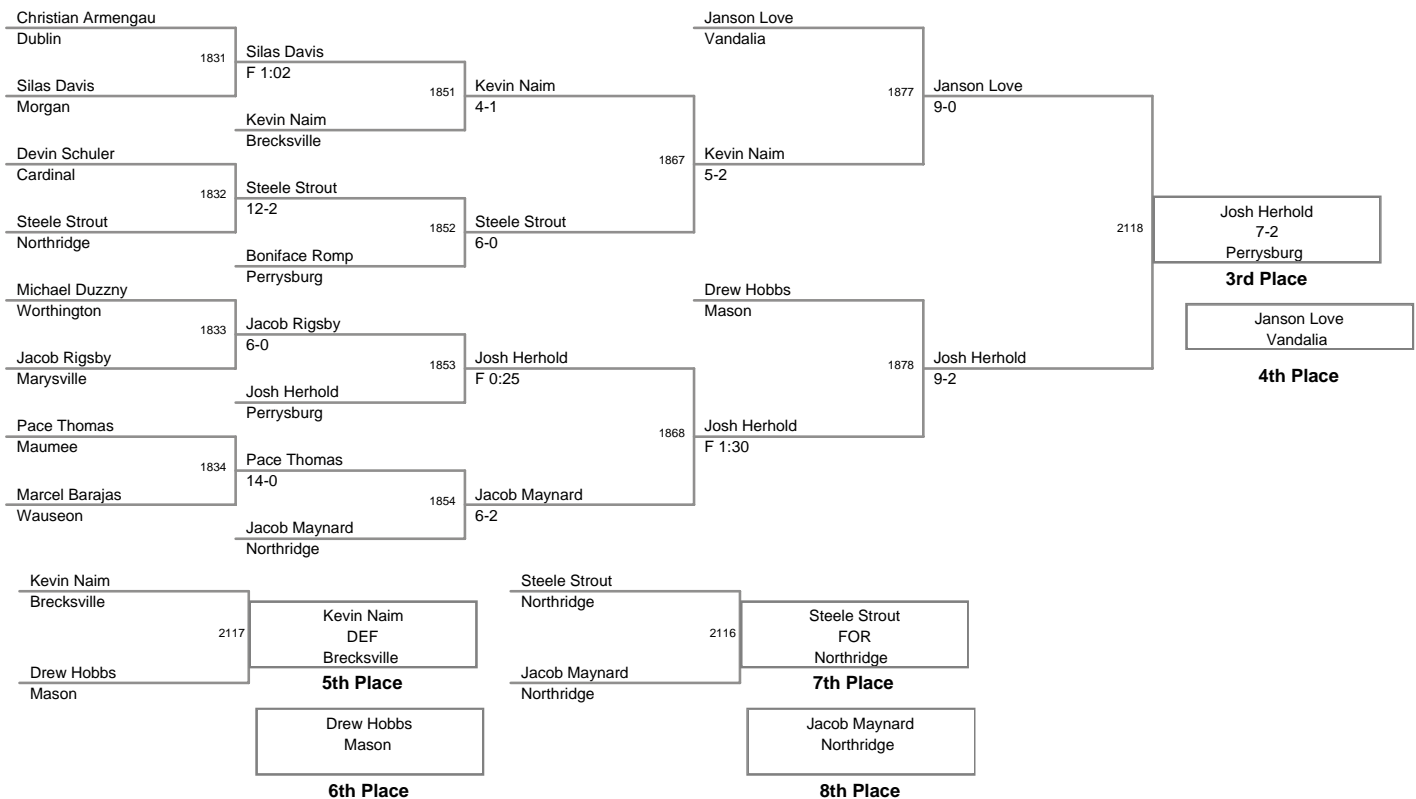 Christian Armengau
Dublin
1831
Silas Davis
Morgan
Silas Davis
F 1:02
1851
Kevin Naim
Brecksville
Devin Schuler
Cardinal
1832
Steele Strout
Northridge
Steele Strout
12-2
1852
Boniface Romp
Perrysburg
Michael Duzzny
Worthington
1833
Jacob Rigsby
Marysville
Jacob Rigsby
6-0
1853
Josh Herhold
Perrysburg
Pace Thomas
Maumee
1834
Marcel Barajas
Wauseon
Pace Thomas
14-0
1854
Jacob Maynard
Northridge
Kevin Naim
4-1
1867
Steele Strout
6-0
Josh Herhold
F 0:25
1868
Jacob Maynard
6-2
Janson Love
Vandalia
1877
Kevin Naim
5-2
Drew Hobbs
Mason
1878
Josh Herhold
F 1:30
Janson Love
9-0
2118
Josh Herhold
9-2
Josh Herhold
7-2
Perrysburg
3rd Place
Janson Love
Vandalia
4th Place
Kevin Naim
Brecksville
2117
Drew Hobbs
Mason
Kevin Naim
DEF
Brecksville
5th Place
Drew Hobbs
Mason
6th Place
Steele Strout
Northridge
2116
Jacob Maynard
Northridge
Steele Strout
FOR
Northridge
7th Place
Jacob Maynard
Northridge
8th Place